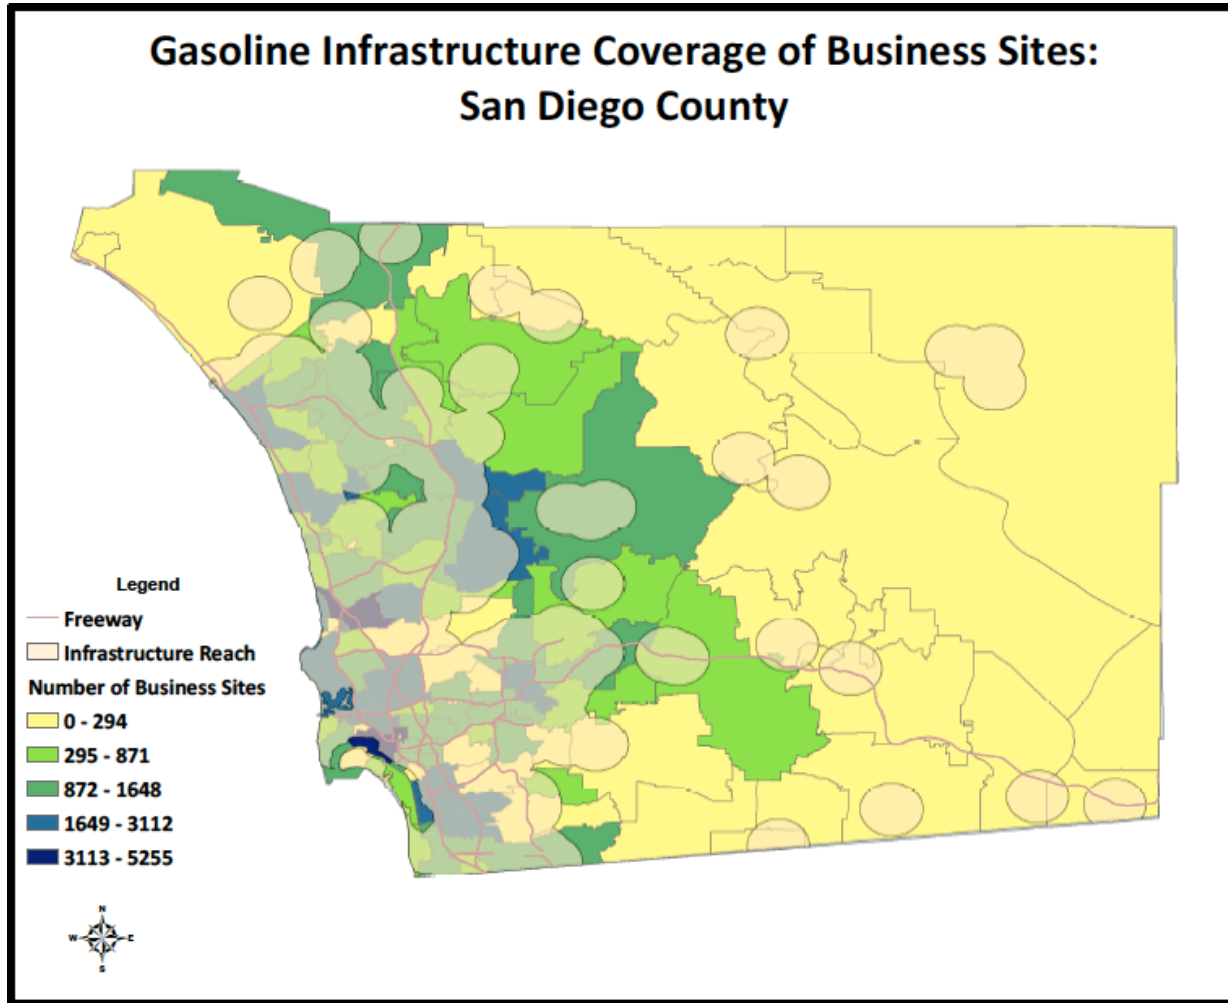 Gasoline Infrastructure Coverage of Business Sites:
San Diego County
Legend
Freeway
Infrastructure Reach
Number of Business Sites
0 - 294
295 - 871
872 - 1648
1649 - 3112
3113 - 5255
N
W E
S